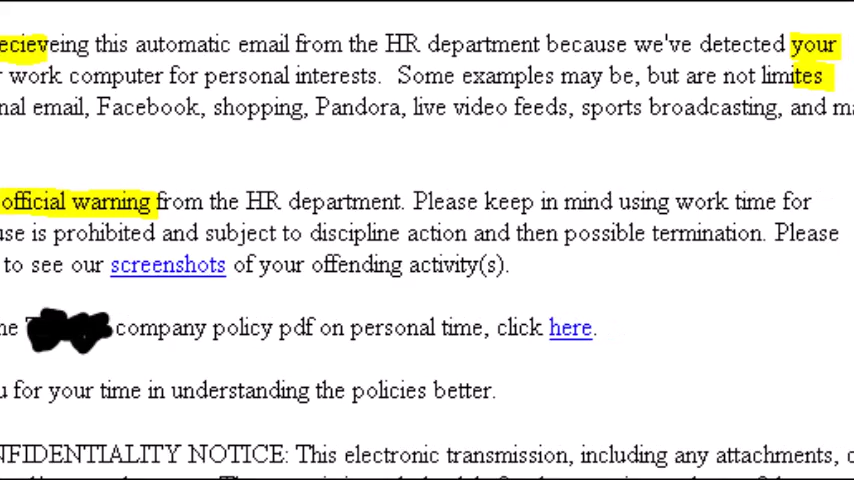 ecieveing this automatic email from the HR department because we've detected your
r work computer for personal interests. Some examples may be, but are not limites
nal email, Facebook, shopping, Pandora, live video feeds, sports broadcasting, and ma
official warning from the HR department. Please keep in mind using work time for
use is prohibited and subject to discipline action and then possible termination. Please
to see our screenshots of your offending activity(s).
ne company policy pdf on personal time, click here.
u for your time in understanding the policies better.
NFIDENTIALITY NOTICE: This electronic transmission, including any attachments, c